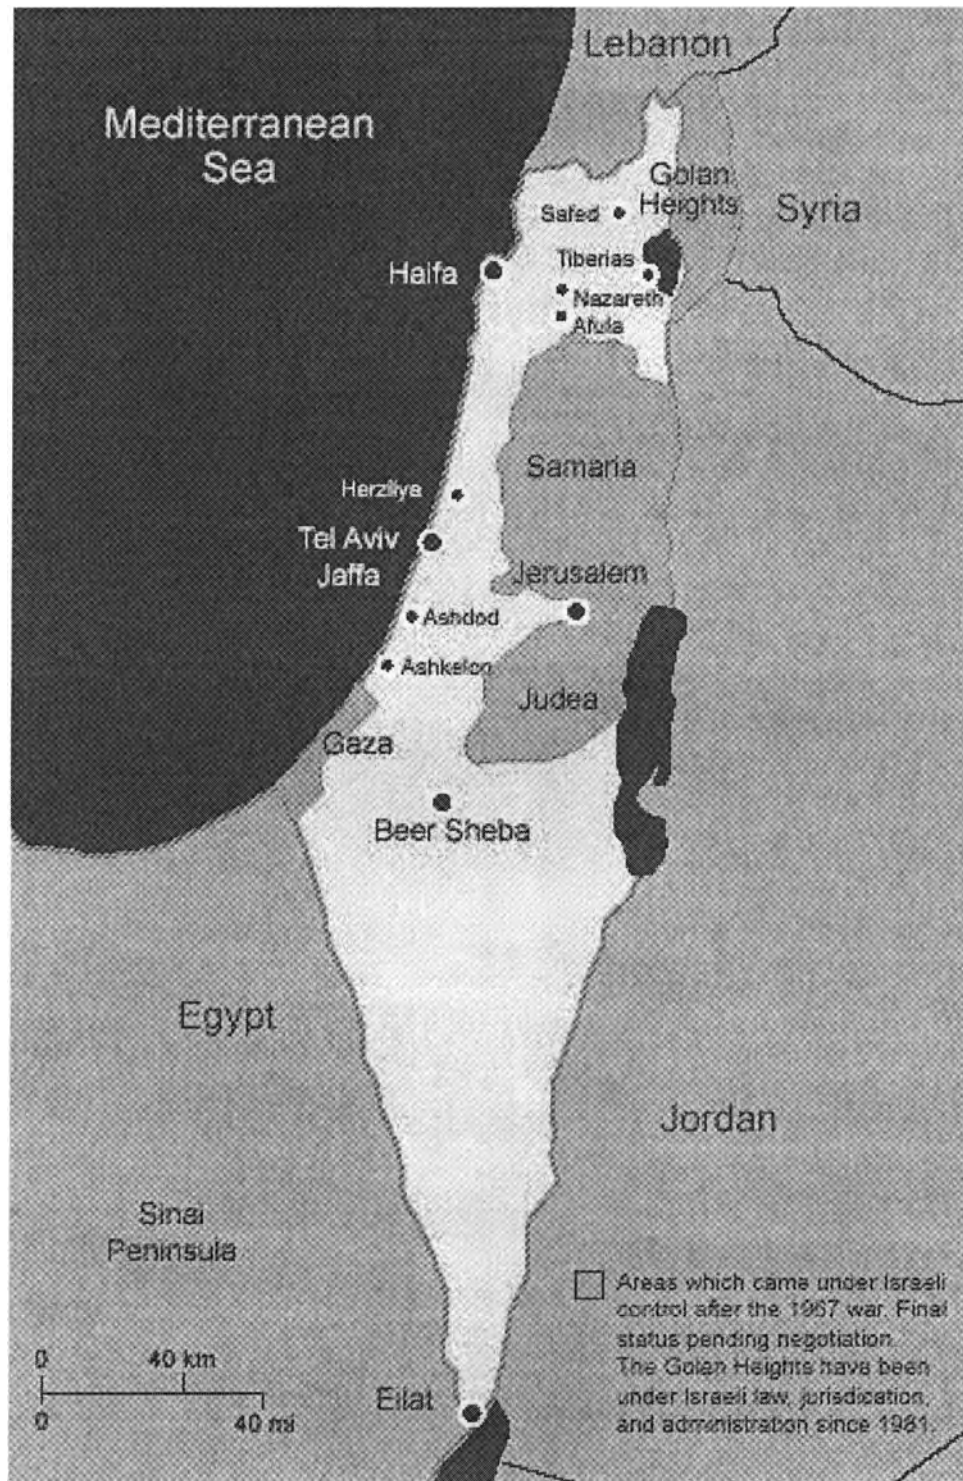 Lebanon
Mediterranean
Sea
Golan
Heights
Syria
Safed
Tiberias
Haifa
Nazareth
Afula
Samaria
Herzliya
Tel Aviv
Jaffa
Jerusalem
Ashdod
Ashkelon
Judea
Gaza
Beer Sheba
Egypt
Jordan
Sinai
Peninsula
Areas which came under Israeli
control after the 1967 war. Final
status pending negotiation.
The Golan Heights have been
under Israeli law, jurisdication,
and administration since 1981.
0 40 km
0 40 mi
Eilat